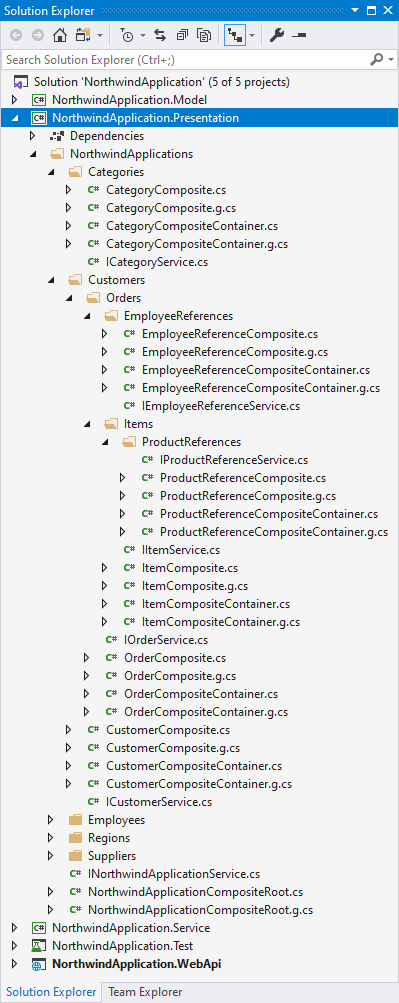 Solution Explorer
Search Solution Explorer (Ctrl+;)
Solution 'NorthwindApplication' (5 of 5 projects)
C# NorthwindApplication.Model
C# NorthwindApplication.Presentation
Dependencies
NorthwindApplications
Categories
C# CategoryComposite.cs
C# CategoryComposite.g.cs
C# CategoryCompositeContainer.cs
C# CategoryCompositeContainer.g.cs
C# ICategoryService.cs
Customers
Orders
EmployeeReferences
C# EmployeeReferenceComposite.cs
C# EmployeeReferenceComposite.g.cs
C# EmployeeReferenceCompositeContainer.cs
C# EmployeeReferenceCompositeContainer.g.cs
C# IEmployeeReferenceService.cs
Items
ProductReferences
C# IProductReferenceService.cs
C# ProductReferenceComposite.cs
C# ProductReferenceComposite.g.cs
C# ProductReferenceCompositeContainer.cs
C# ProductReferenceCompositeContainer.g.cs
C# IItemService.cs
C# ItemComposite.cs
C# ItemComposite.g.cs
C# ItemCompositeContainer.cs
C# ItemCompositeContainer.g.cs
C# IOrderService.cs
C# OrderComposite.cs
C# OrderComposite.g.cs
C# OrderCompositeContainer.cs
C# OrderCompositeContainer.g.cs
C# CustomerComposite.cs
C# CustomerComposite.g.cs
C# CustomerCompositeContainer.cs
C# CustomerCompositeContainer.g.cs
C# ICustomerService.cs
Employees
Regions
Suppliers
C# INorthwindApplicationService.cs
C# NorthwindApplicationCompositeRoot.cs
C# NorthwindApplicationCompositeRoot.g.cs
C# NorthwindApplication.Service
NorthwindApplication.Test
NorthwindApplication.WebApi
Solution Explorer Team Explorer